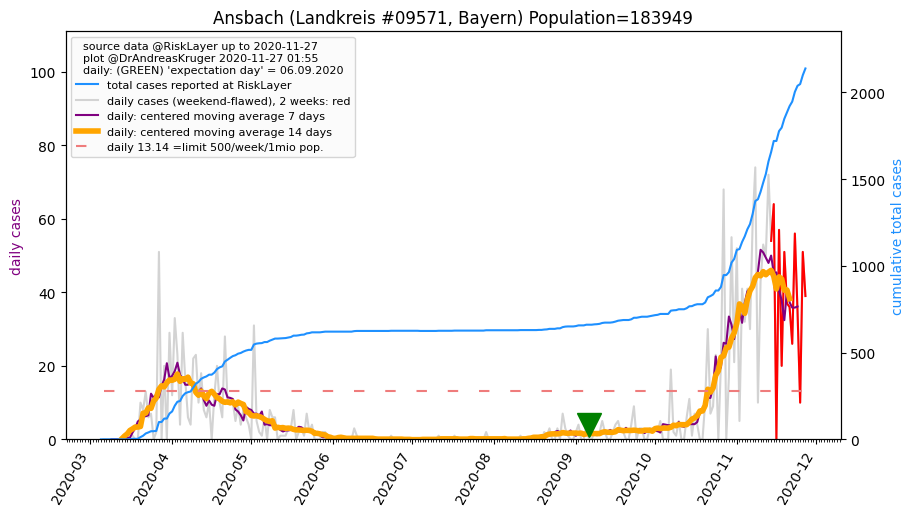 Ansbach (Landkreis #09571, Bayern) Population=183949
source data @RiskLayer up to 2020-11-27
plot @DrAndreasKruger 2020-11-27 01:55
daily: (GREEN) 'expectation day' = 06.09.2020
total cases reported at RiskLayer
daily cases (weekend-flawed), 2 weeks: red
daily: centered moving average 7 days
daily: centered moving average 14 days
daily 13.14 =limit 500/week/1mio pop.
daily cases
100
80
60
40
20
0
cumulative total cases
2000
1500
1000
500
0
2020-03
2020-04
2020-05
2020-06
2020-07
2020-08
2020-09
2020-10
2020-11
2020-12